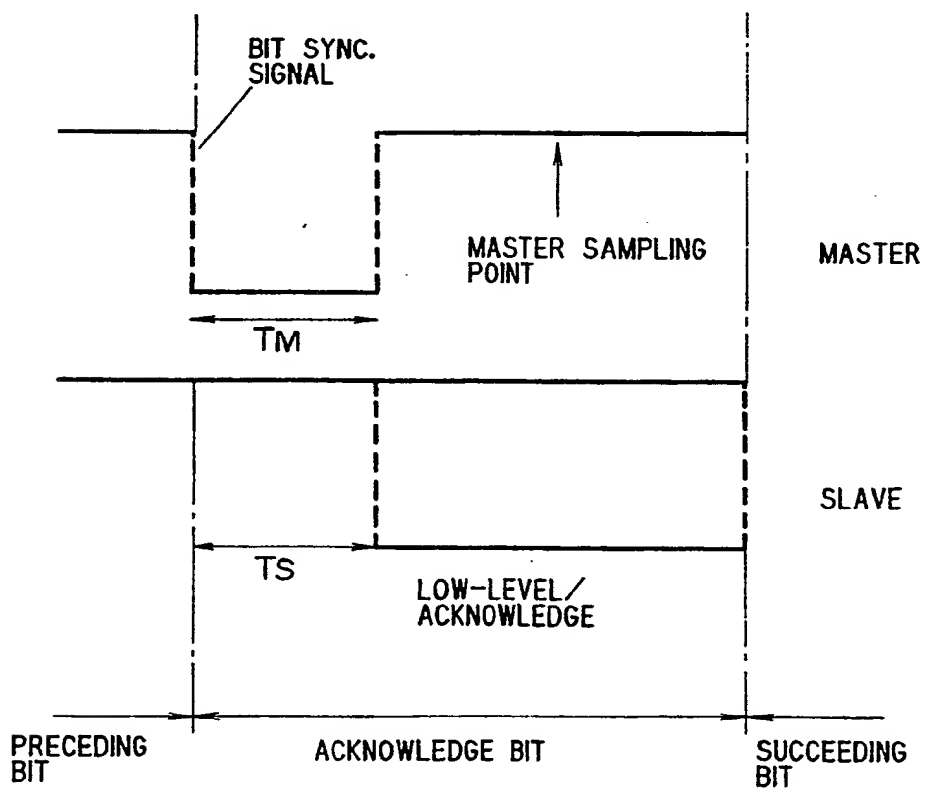 BIT SYNC.
SIGNAL
MASTER SAMPLING
POINT
MASTER
TM
SLAVE
TS
LOW-LEVEL/
ACKNOWLEDGE
PRECEDING
BIT
ACKNOWLEDGE BIT
SUCCEEDING
BIT